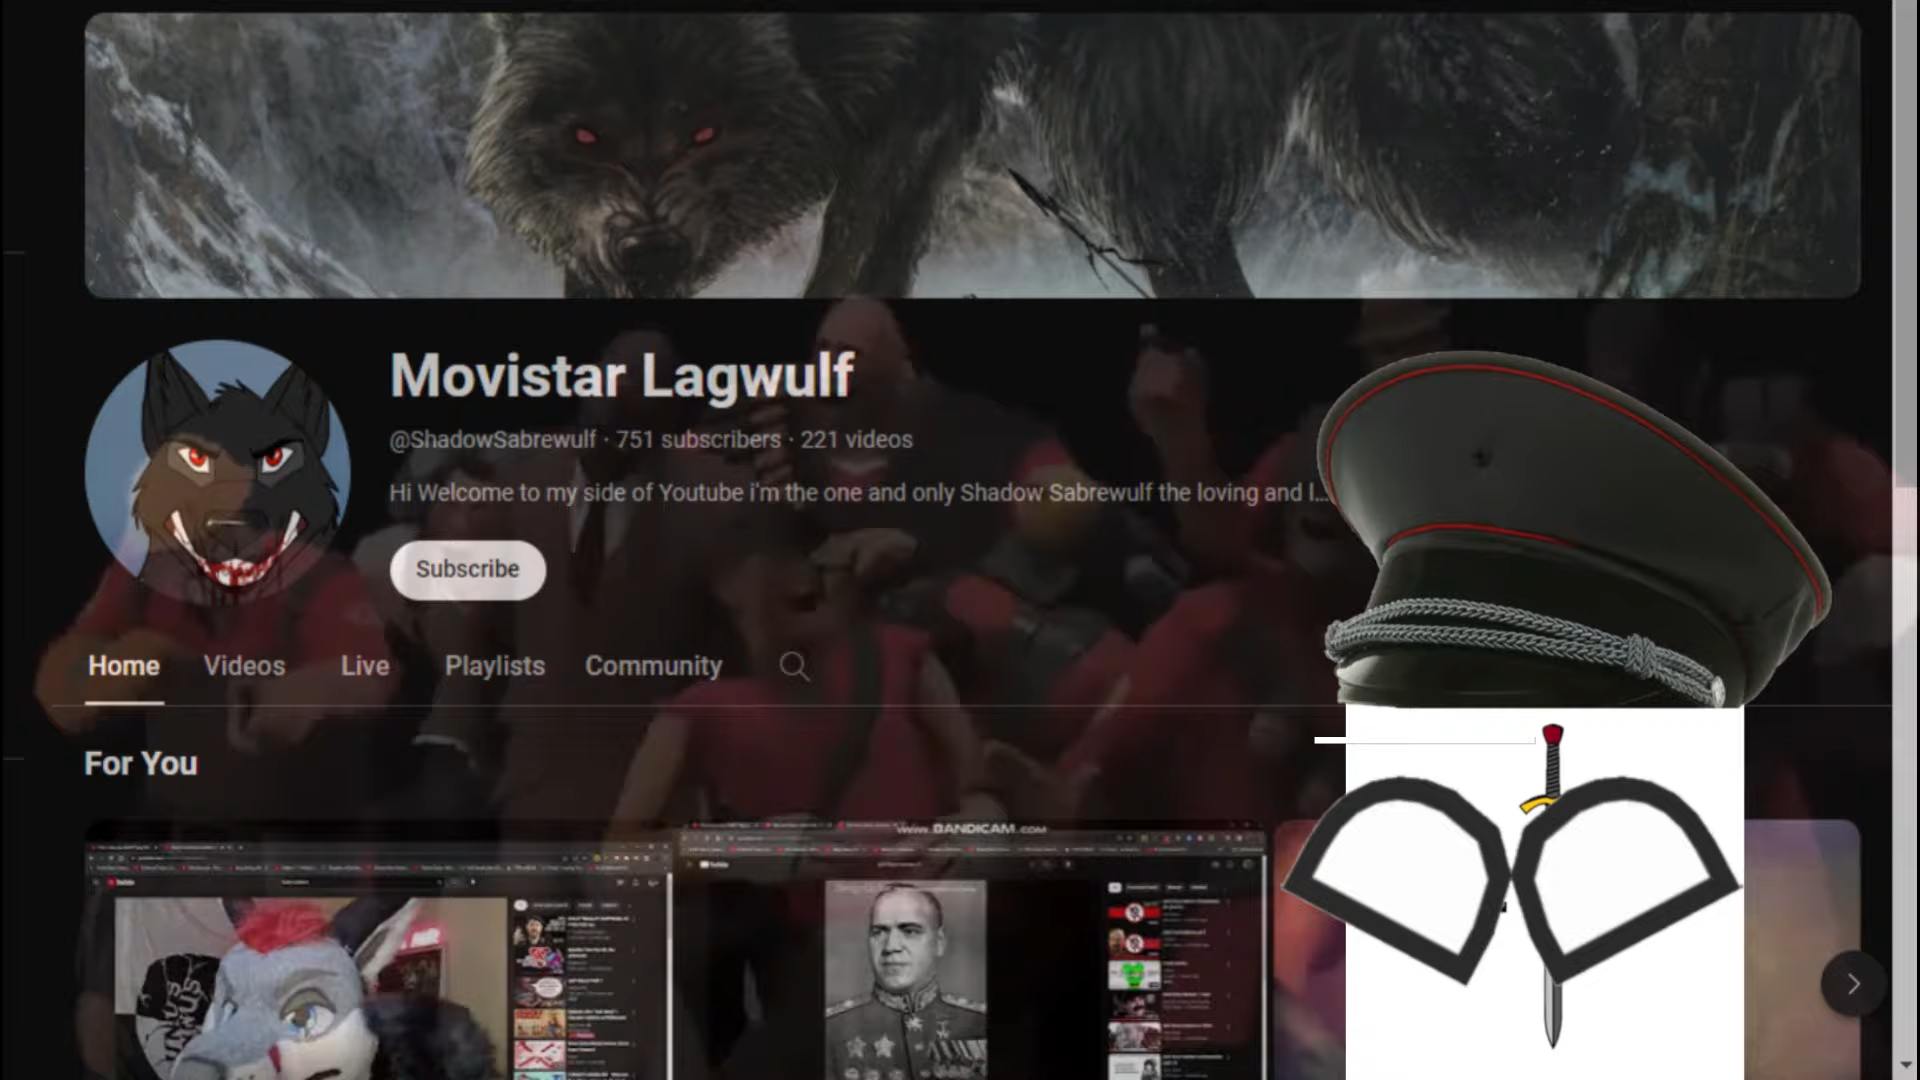 Movistar Lagwulf
@ShadowSabrewulf · 751 subscribers · 221 videos
Hi Welcome to my side of Youtube i'm the one and only Shadow Sabrewulf the loving and l...
Subscribe
Home Videos Live Playlists Community
For You
www.BANDICAM.COM